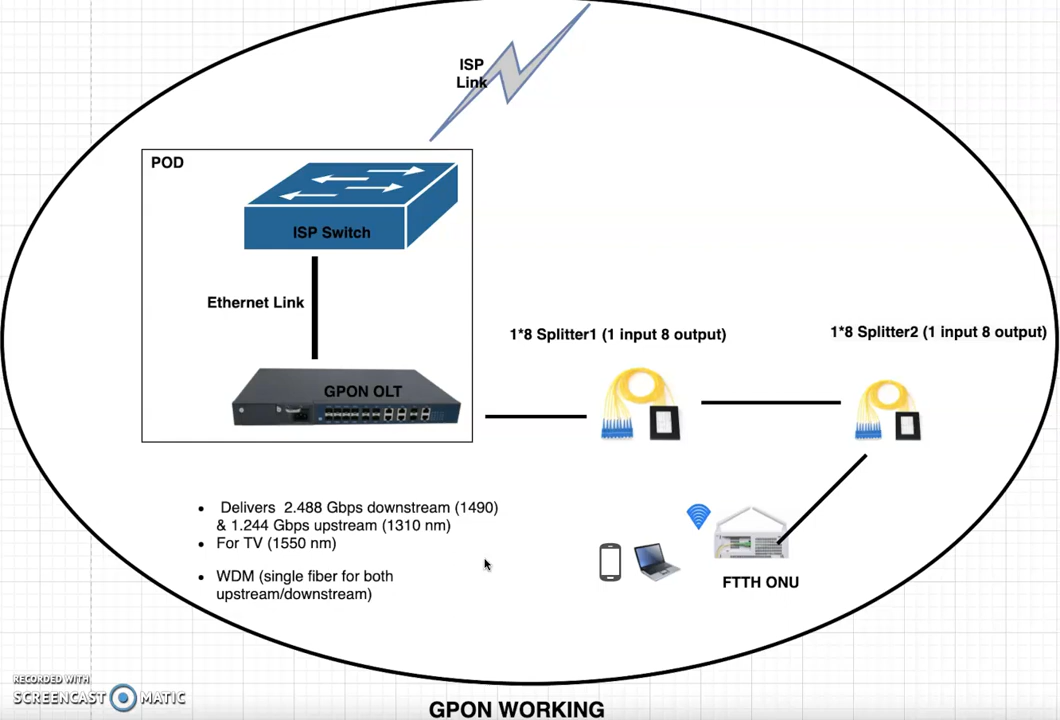 ISP
Link
POD
ISP Switch
Ethernet Link
GPON OLT
1*8 Splitter1 (1 input 8 output)
1*8 Splitter2 (1 input 8 output)
• Delivers 2.488 Gbps downstream (1490)
& 1.244 Gbps upstream (1310 nm)
• For TV (1550 nm)
• WDM (single fiber for both
upstream/downstream)
FTTH ONU
RECORDED WITH
SCREENCAST MATIC
GPON WORKING